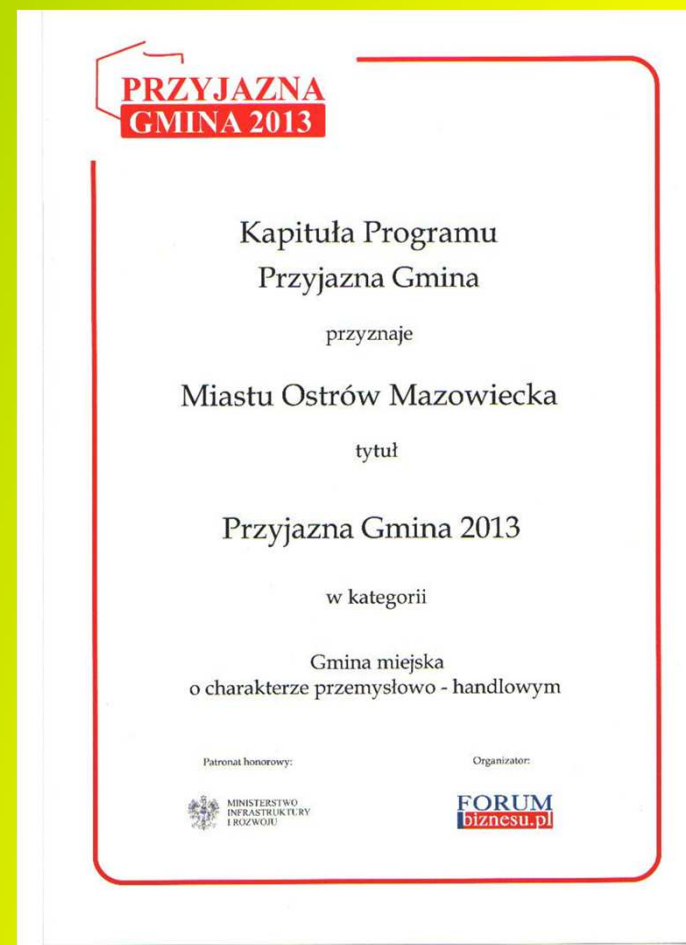 PRZYJAZNA
GMINA 2013
Kapituła Programu
Przyjazna Gmina
przyznaje
Miastu Ostrów Mazowiecka
tytuł
Przyjazna Gmina 2013
w kategorii
Gmina miejska
o charakterze przemysłowo - handlowym
Patronat honorowy:
Organizator:
MINISTERSTWO
INFRASTRUKTURY
I ROZWOJU
FORUM
biznesu.pl